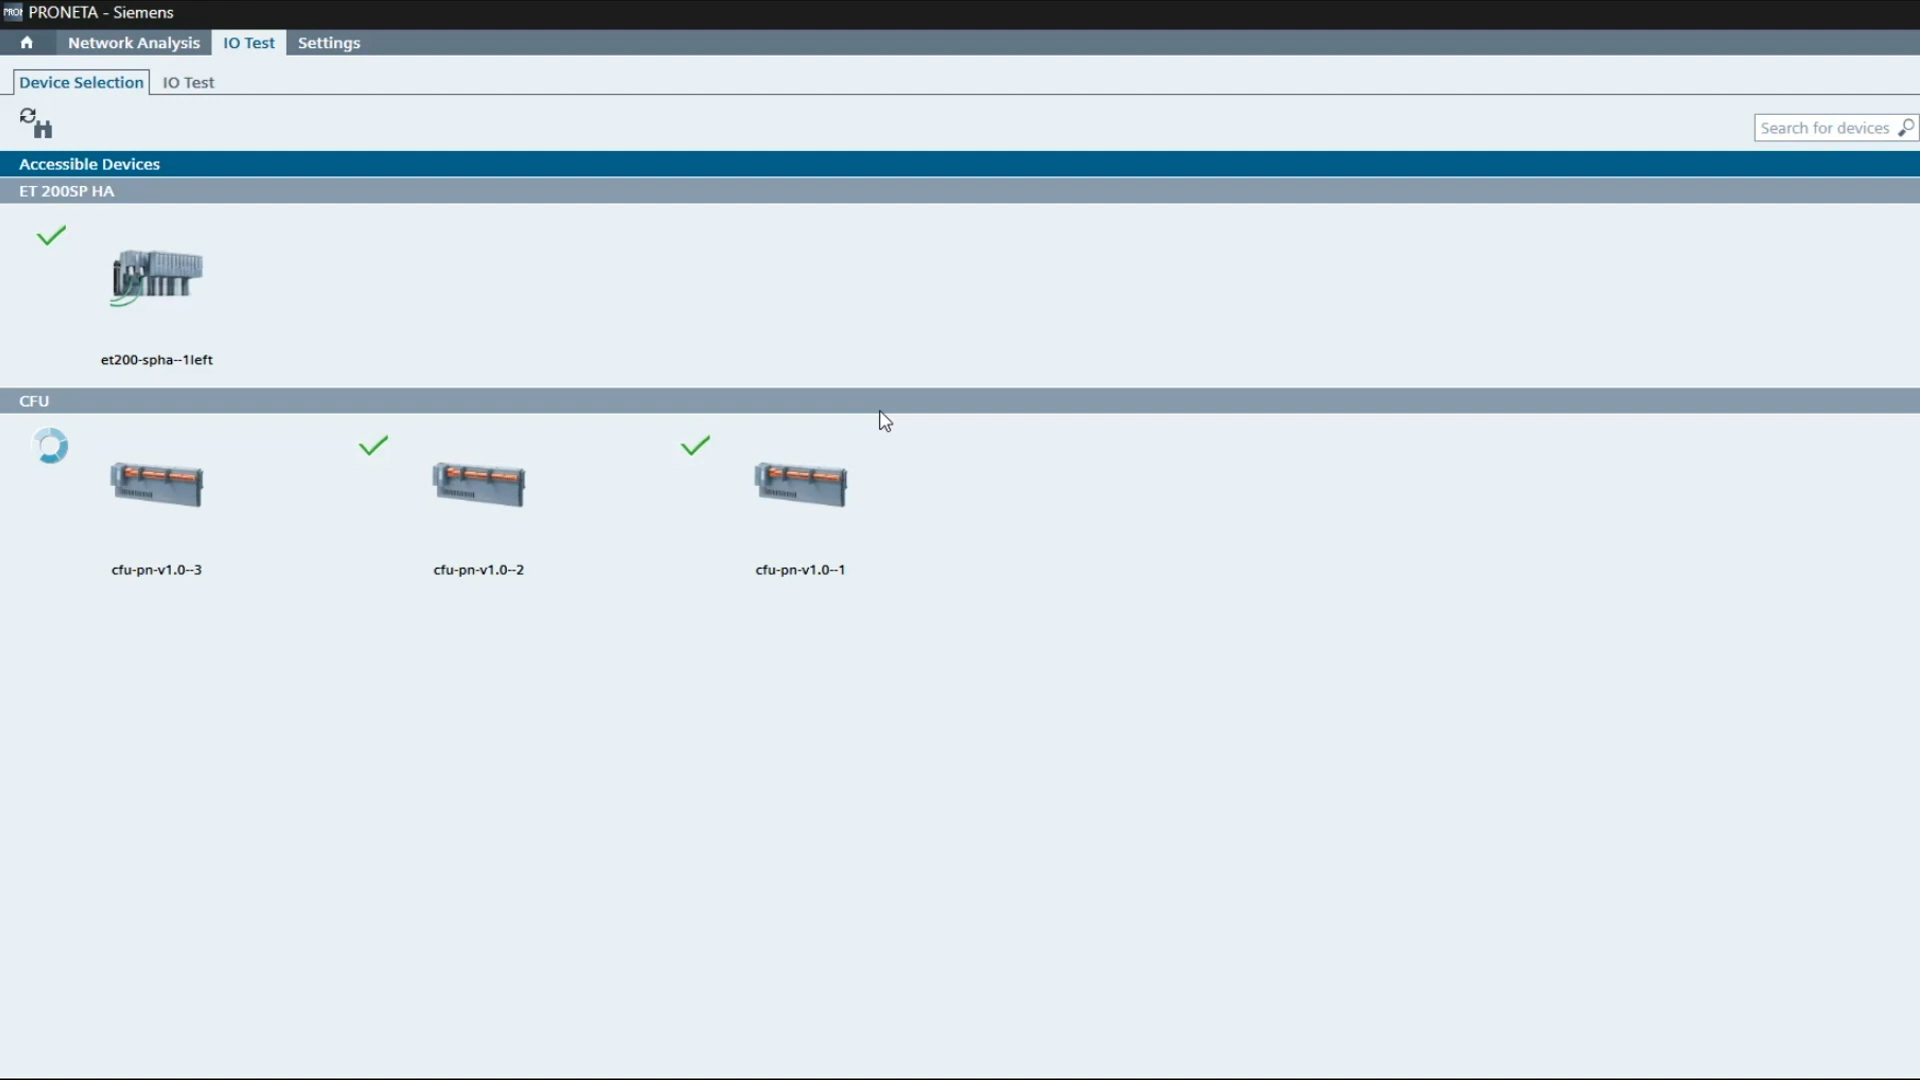 PRONETA - Siemens
Network Analysis IO Test Settings
Device Selection IO Test
Search for devices
Accessible Devices
ET 200SP HA
et200-spha--1left
CFU
cfu-pn-v1.0--3 cfu-pn-v1.0--2 cfu-pn-v1.0--1